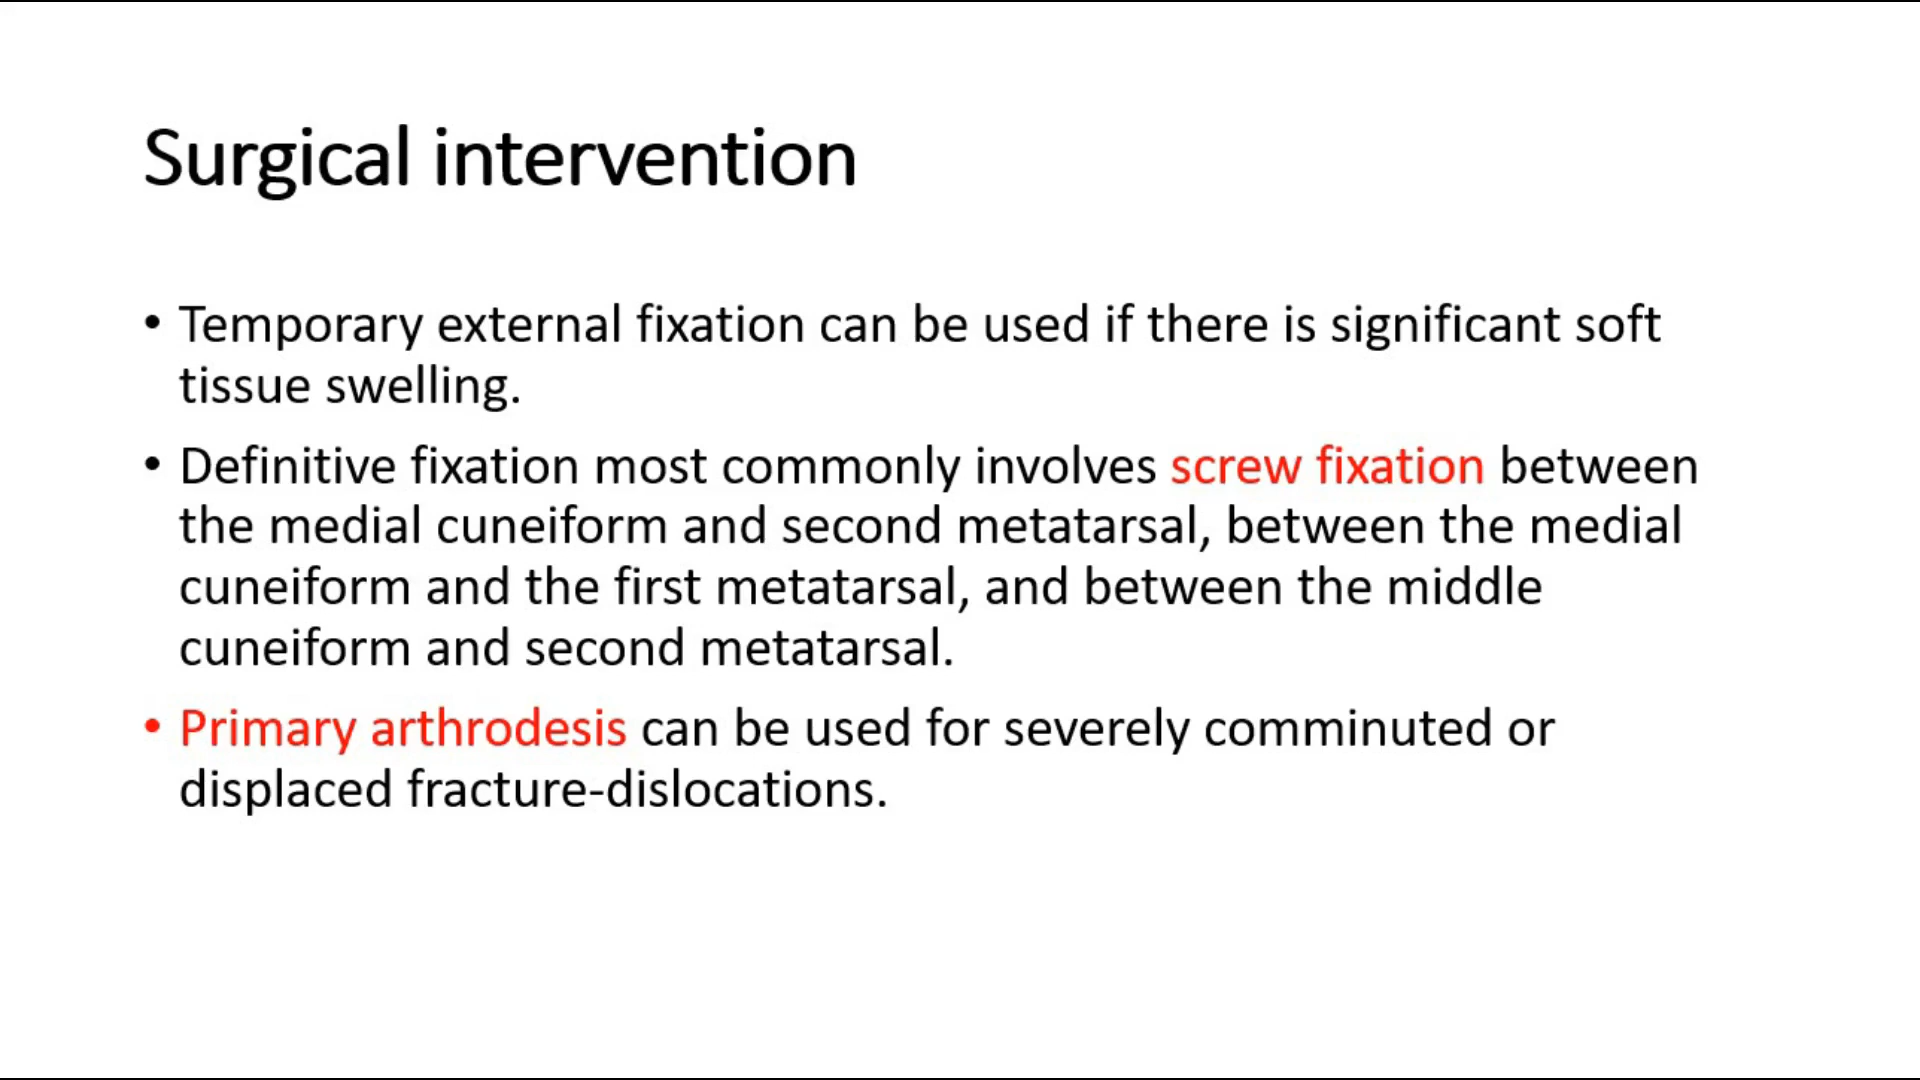 Surgical intervention
• Temporary external fixation can be used if there is significant soft
tissue swelling.
• Definitive fixation most commonly involves screw fixation between
the medial cuneiform and second metatarsal, between the medial
cuneiform and the first metatarsal, and between the middle
cuneiform and second metatarsal.
• Primary arthrodesis can be used for severely comminuted or
displaced fracture-dislocations.